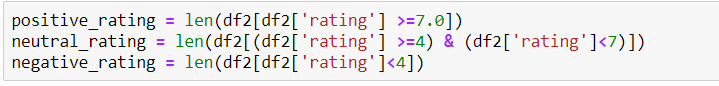 positive_rating = len(df2[df2['rating'] >=7.0])
neutral_rating = len(df2[(df2['rating'] >=4) & (df2['rating']<7)])
negative_rating = len(df2[df2['rating']<4])